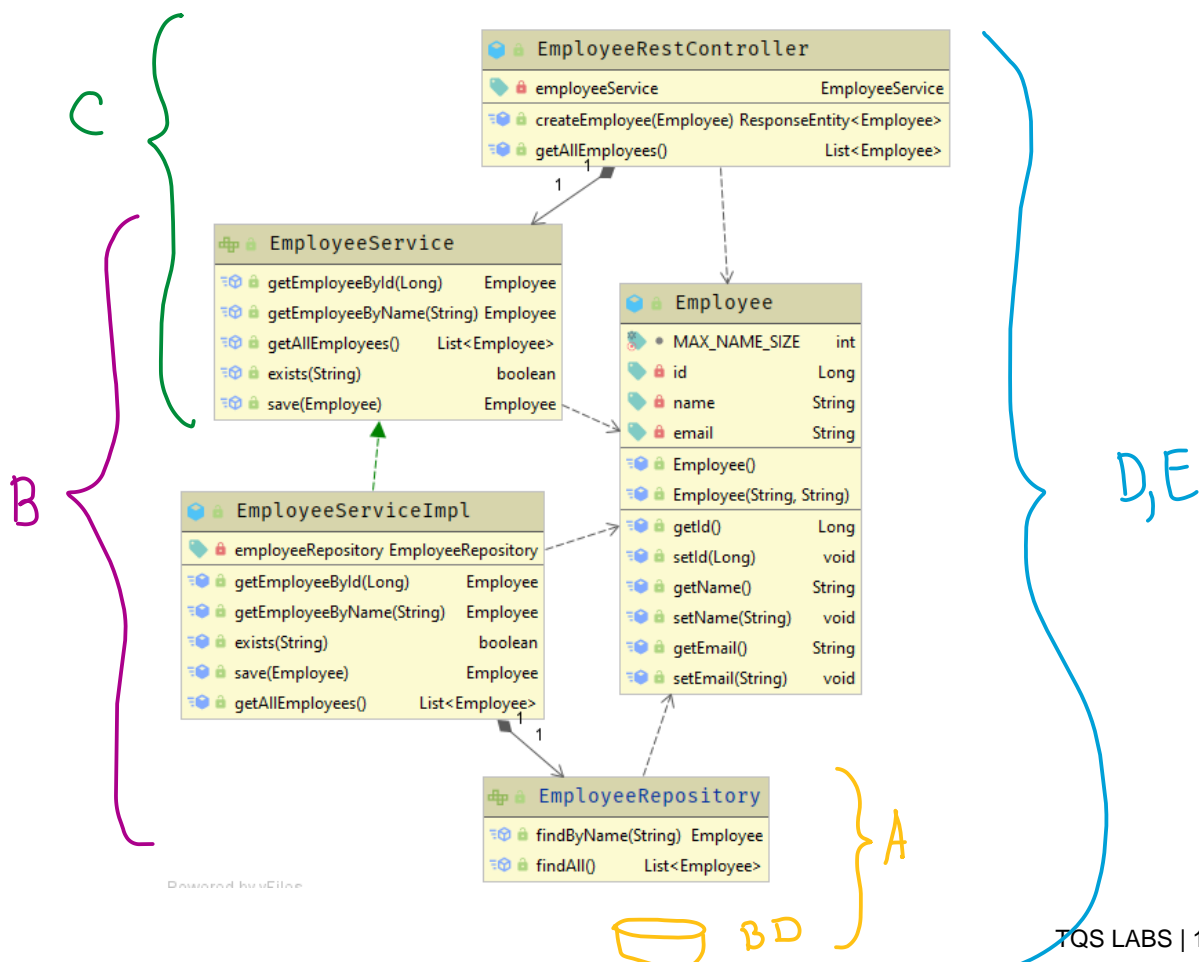 EmployeeRestController
employeeService EmployeeService
createEmployee(Employee) ResponseEntity<Employee>
getAllEmployees() List<Employee>
1
1
C
EmployeeService
getEmployeeById(Long) Employee
getEmployeeByName(String) Employee
getAllEmployees() List<Employee>
exists(String) boolean
save(Employee) Employee
Employee
MAX_NAME_SIZE int
id Long
name String
email String
Employee()
Employee(String, String)
getId() Long
setId(Long) void
getName() String
setName(String) void
getEmail() String
setEmail(String) void
D,E
B
EmployeeServiceImpl
employeeRepository EmployeeRepository
getEmployeeById(Long) Employee
getEmployeeByName(String) Employee
exists(String) boolean
save(Employee) Employee
getAllEmployees() List<Employee>
1
1
EmployeeRepository
findByName(String) Employee
findAll() List<Employee>
A
Powered by yFiles
BD
TQS LABS | 1